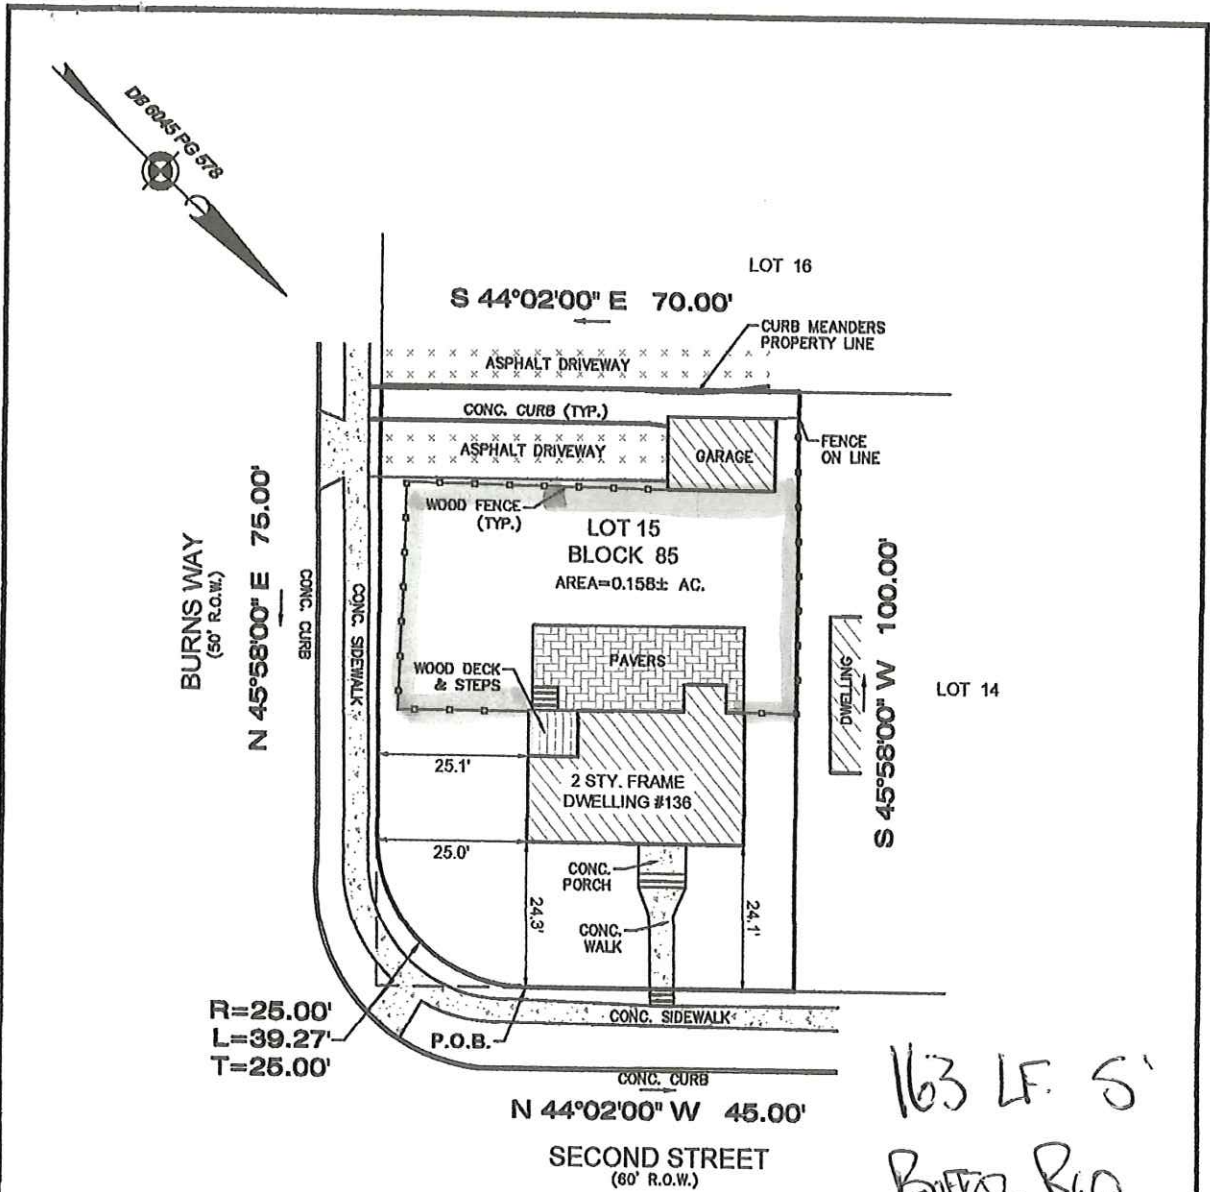 DB 6045 PG 578
LOT 16
S 44°02'00" E 70.00'
CURB MEANDERS
PROPERTY LINE
ASPHALT DRIVEWAY
CONC. CURB (TYP.)
ASPHALT DRIVEWAY
GARAGE
FENCE
ON LINE
WOOD FENCE
(TYP.)
LOT 15
BLOCK 85
AREA=0.158± AC.
BURNS WAY
(50' R.O.W.)
N 45°58'00" E 75.00'
CONC. CURB
CONC. SIDEWALK
WOOD DECK
& STEPS
PAVERS
DWELLING
S 45°58'00" W 100.00'
LOT 14
25.1'
2 STY. FRAME
DWELLING #136
25.0'
CONC.
PORCH
24.3'
24.1'
CONC.
WALK
R=25.00'
L=39.27'
T=25.00'
P.O.B.
CONC. SIDEWALK
CONC. CURB
N 44°02'00" W 45.00'
SECOND STREET
(60' R.O.W.)
163 LF. 5'